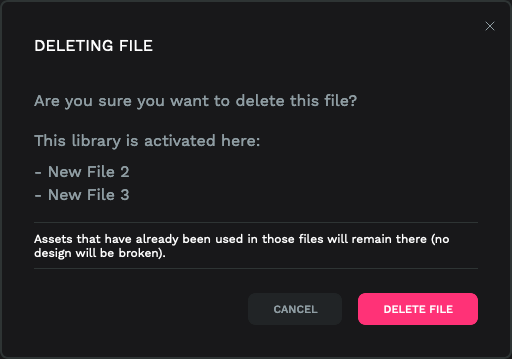 DELETING FILE
Are you sure you want to delete this file?
This library is activated here:
- New File 2
- New File 3
Assets that have already been used in those files will remain there (no
design will be broken).
CANCEL
DELETE FILE